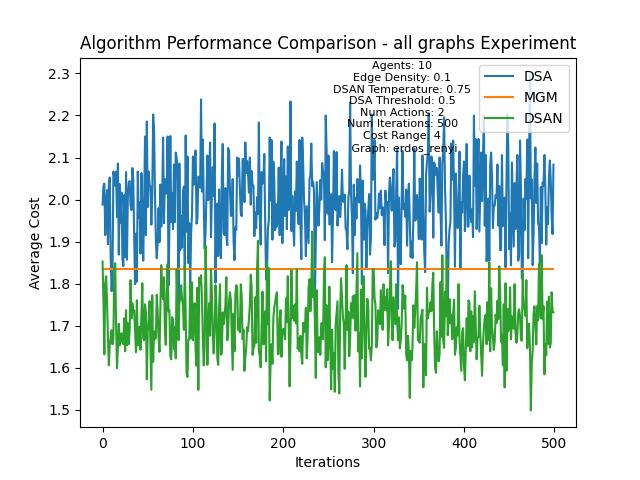 Algorithm Performance Comparison - all graphs Experiment
Agents: 10
Edge Density: 0.1
DSAN Temperature: 0.75
DSA Threshold: 0.5
Num Actions: 2
Num Iterations: 500
Cost Range: 4
Graph: erdos_renyi
DSA
MGM
DSAN
2.3
2.2
2.1
2.0
1.9
1.8
1.7
1.6
1.5
Average Cost
0
100
200
300
400
500
Iterations